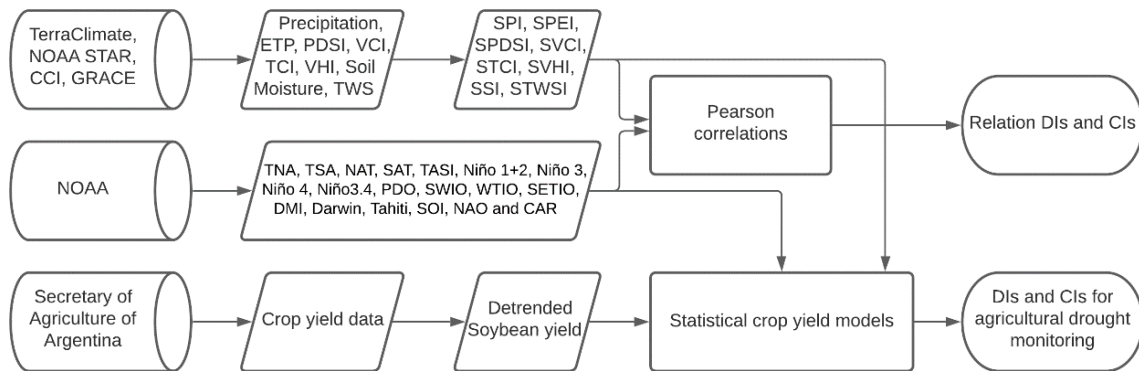 TerraClimate,
NOAA STAR,
CCI, GRACE
Precipitation,
ETP, PDSI, VCI,
TCI, VHI, Soil
Moisture, TWS
SPI, SPEI,
SPDSI, SVCI,
STCI, SVHI,
SSI, STWSI
Pearson
correlations
Relation DIs and CIs
NOAA
TNA, TSA, NAT, SAT, TASI, Niño 1+2, Niño 3,
Niño 4, Niño3.4, PDO, SWIO, WTIO, SETIO,
DMI, Darwin, Tahiti, SOI, NAO and CAR
Secretary of
Agriculture of
Argentina
Crop yield data
Detrended
Soybean yield
Statistical crop yield models
DIs and CIs for
agricultural drought
monitoring